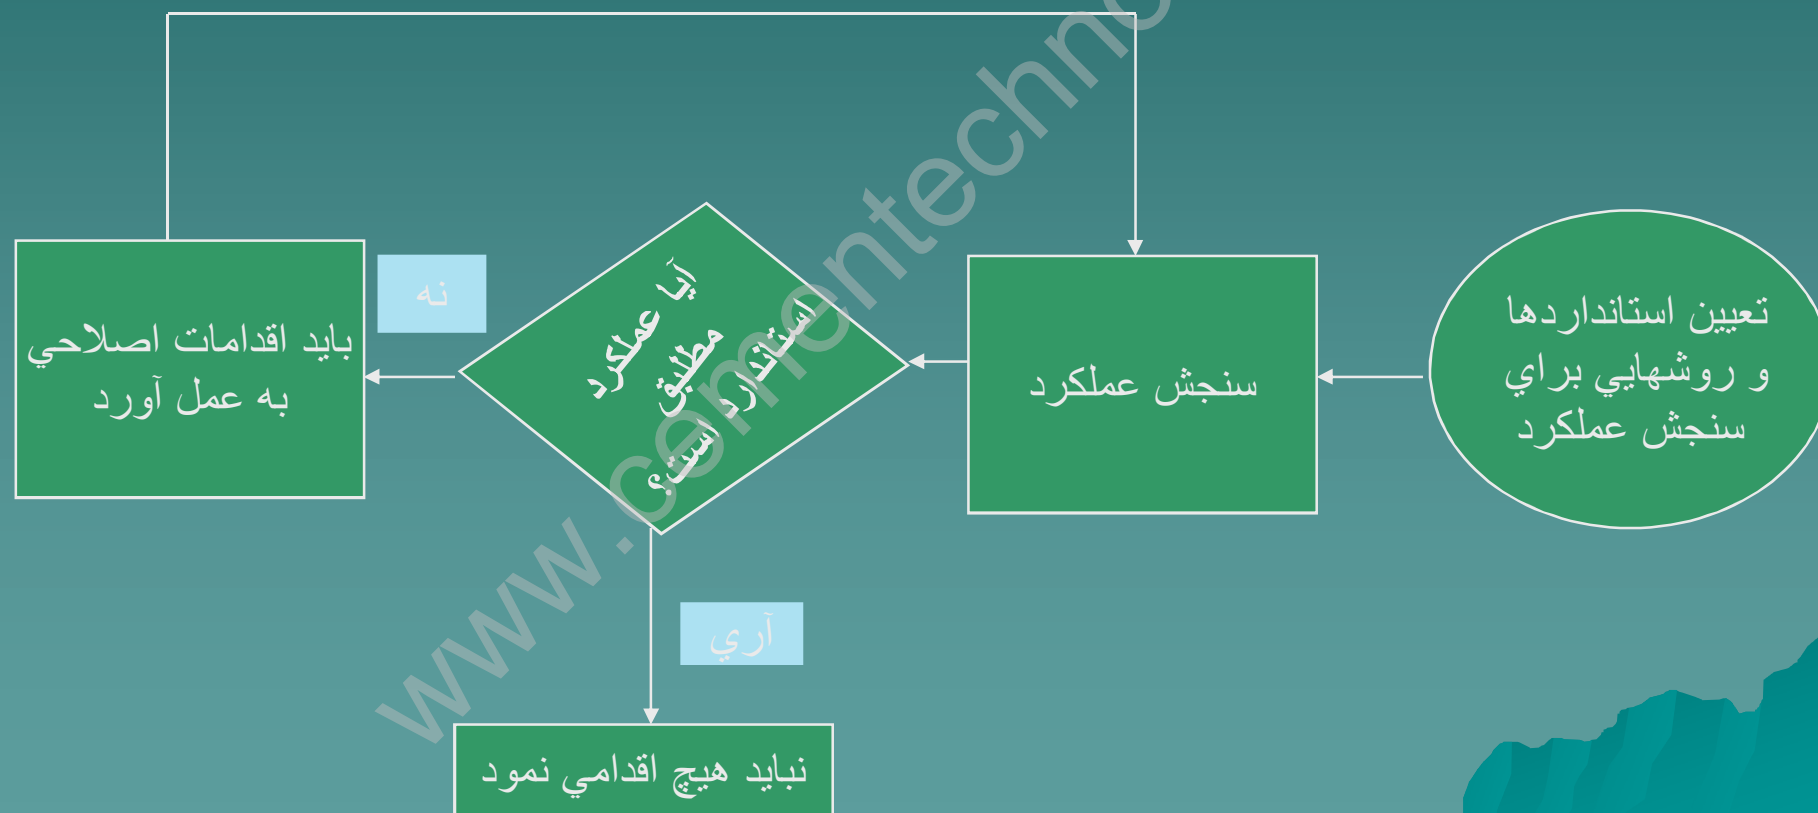 تعيين استانداردها
و روشهايي براي
سنجش عملكرد
سنجش عملكرد
آيا عملكرد
مطلبق
استاندارد است؟
نه
بايد اقدامات اصلاحي
به عمل آورد
آري
نبايد هيچ اقدامي نمود
www.cementechno